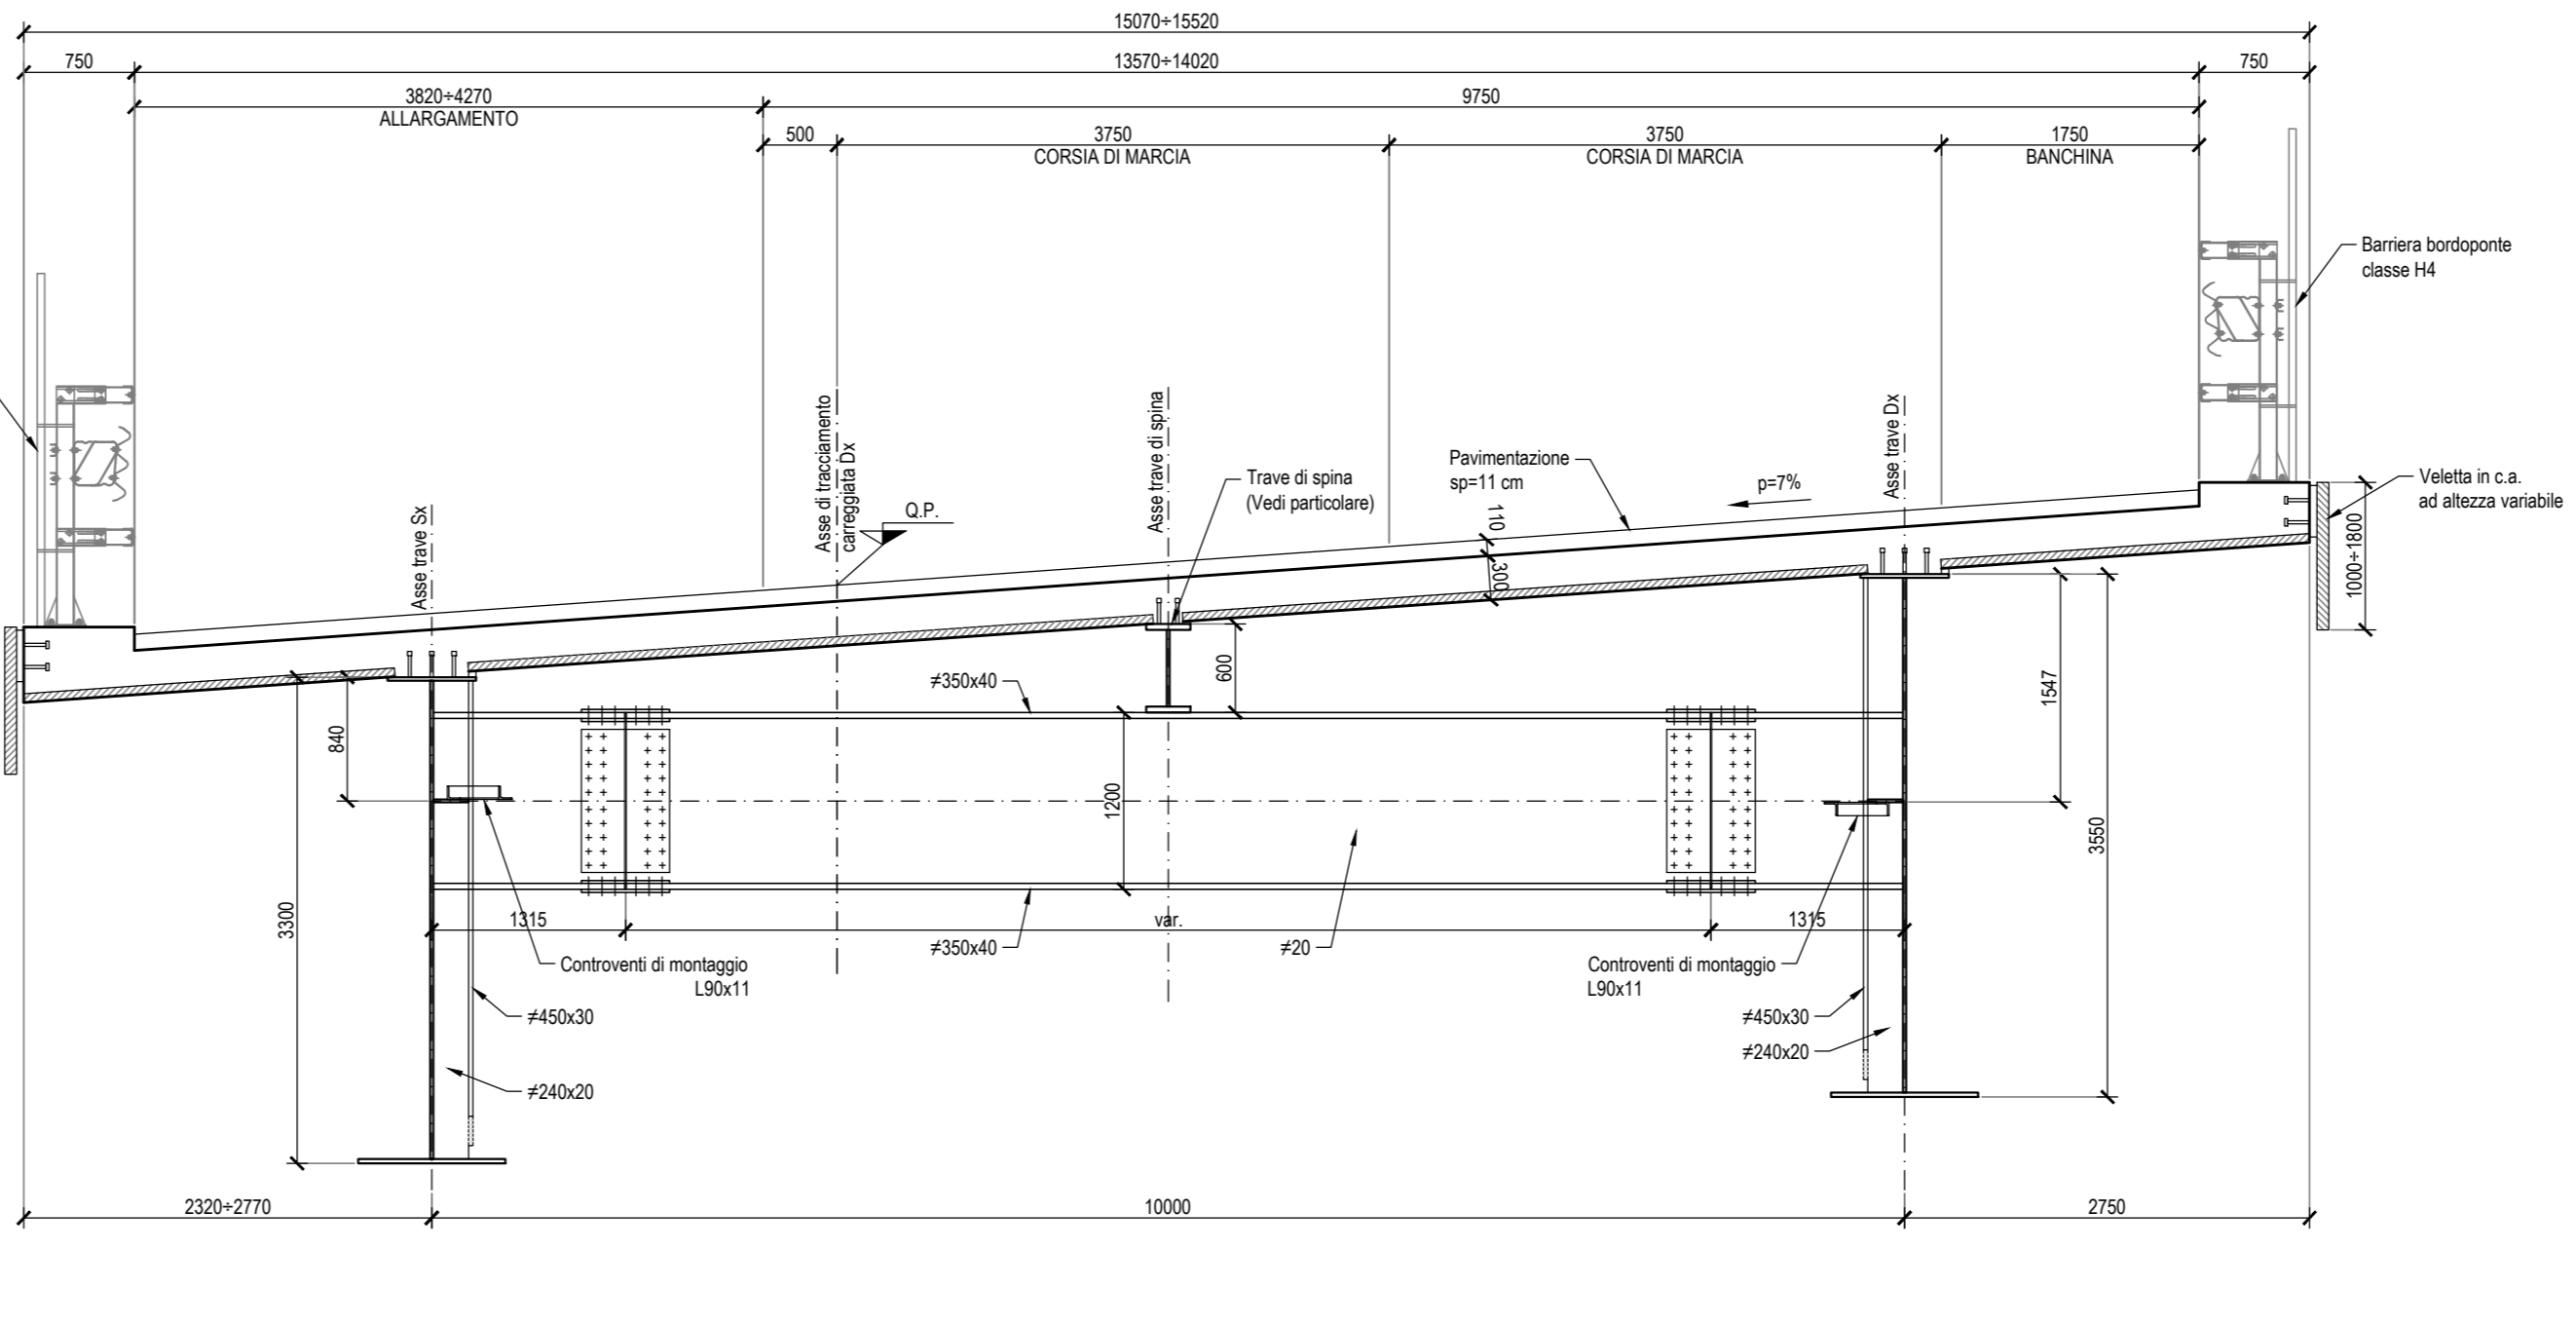 15070÷15520
750
13570÷14020
750
3820÷4270
ALLARGAMENTO
9750
500
3750
CORSIA DI MARCIA
3750
CORSIA DI MARCIA
1750
BANCHINA
Barriera bordoponte
classe H4
Asse trave Sx
Asse di tracciamento
carreggiata Dx
Q.P.
Asse trave di spina
Trave di spina
(Vedi particolare)
Pavimentazione
sp=11 cm
p=7%
Asse trave Dx
Veletta in c.a.
ad altezza variabile
1000÷1800
110
300
600
840
1547
≠350x40
1200
3300
3550
1315
var.
1315
≠350x40
≠20
Controventi di montaggio
L90x11
Controventi di montaggio
L90x11
≠450x30
≠450x30
≠240x20
≠240x20
2320÷2770
10000
2750